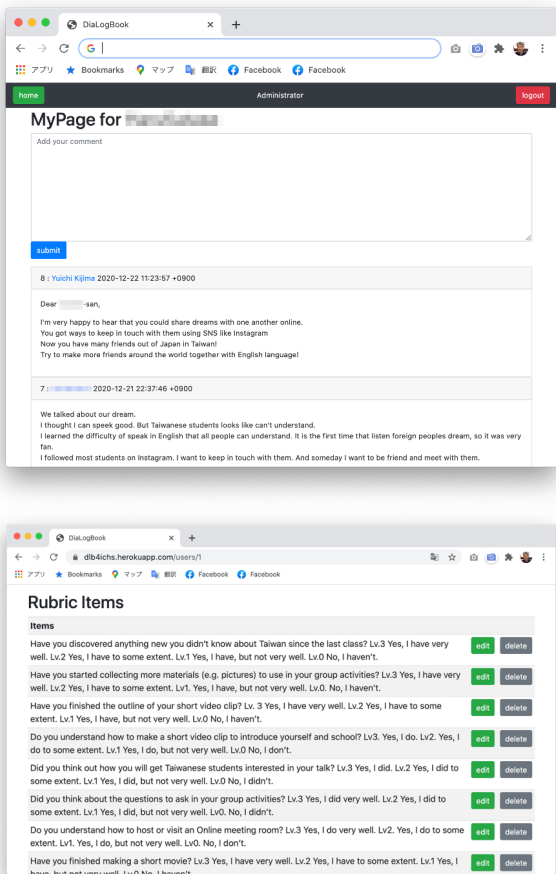 DiaLogBook
アプリ Bookmarks マップ 翻訳 Facebook Facebook
home Administrator logout
MyPage for
Add your comment
submit
8 : Yuichi Kijima 2020-12-22 11:23:57 +0900
Dear -san,
I'm very happy to hear that you could share dreams with one another online.
You got ways to keep in touch with them using SNS like Instagram
Now you have many friends out of Japan in Taiwan!
Try to make more friends around the world together with English language!
7 : 2020-12-21 22:37:46 +0900
We talked about our dream.
I thought I can speek good. But Taiwanese students looks like can't understand.
I learned the difficulty of speak in English that all people can understand. It is the first time that listen foreign peoples dream, so it was very
fan.
I followed most students on Instagram. I want to keep in touch with them. And someday I want to be friend and meet with them.
DiaLogBook
dlb4ichs.herokuapp.com/users/1
アプリ Bookmarks マップ 翻訳 Facebook Facebook
Rubric Items
Items
Have you discovered anything new you didn't know about Taiwan since the last class? Lv.3 Yes, I have very
well. Lv.2 Yes, I have to some extent. Lv.1 Yes, I have, but not very well. Lv.0 No, I haven't.
edit delete
Have you started collecting more materials (e.g. pictures) to use in your group activities? Lv.3 Yes, I have very
well. Lv.2 Yes, I have to some extent. Lv1. Yes, I have, but not very well. Lv.0. No, I haven't.
edit delete
Have you finished the outline of your short video clip? Lv. 3 Yes, I have very well. Lv.2 Yes, I have to some
extent. Lv.1 Yes, I have, but not very well. Lv.0 No, I haven't.
edit delete
Do you understand how to make a short video clip to introduce yourself and school? Lv3. Yes, I do. Lv2. Yes, I
do to some extent. Lv.1 Yes, I do, but not very well. Lv.0 No, I don't.
edit delete
Did you think out how you will get Taiwanese students interested in your talk? Lv.3 Yes, I did. Lv.2 Yes, I did to
some extent. Lv.1 Yes, I did, but not very well. Lv.0 No, I didn't.
edit delete
Did you think about the questions to ask in your group activities? Lv.3 Yes, I did very well. Lv.2 Yes, I did to
some extent. Lv.1 Yes, I did, but not very well. Lv0. No, I didn't.
edit delete
Do you understand how to host or visit an Online meeting room? Lv.3 Yes, I do very well. Lv2. Yes, I do to some
extent. Lv1. Yes, I do, but not very well. Lv0. No, I don't.
edit delete
Have you finished making a short movie? Lv.3 Yes, I have very well. Lv.2 Yes, I have to some extent. Lv.1 Yes, I
have, but not very well. Lv.0 No, I haven't.
edit delete